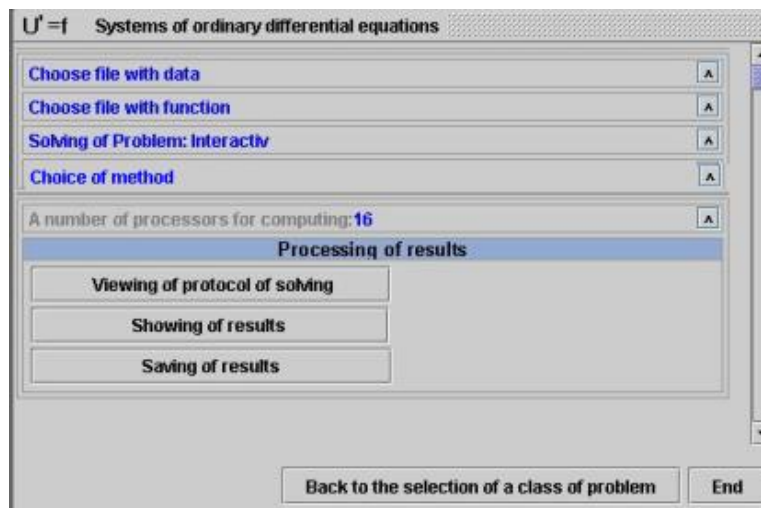 U'=f Systems of ordinary differential equations
Choose file with data
Choose file with function
Solving of Problem: Interactiv
Choice of method
A number of processors for computing:16
Processing of results
Viewing of protocol of solving
Showing of results
Saving of results
Back to the selection of a class of problem End